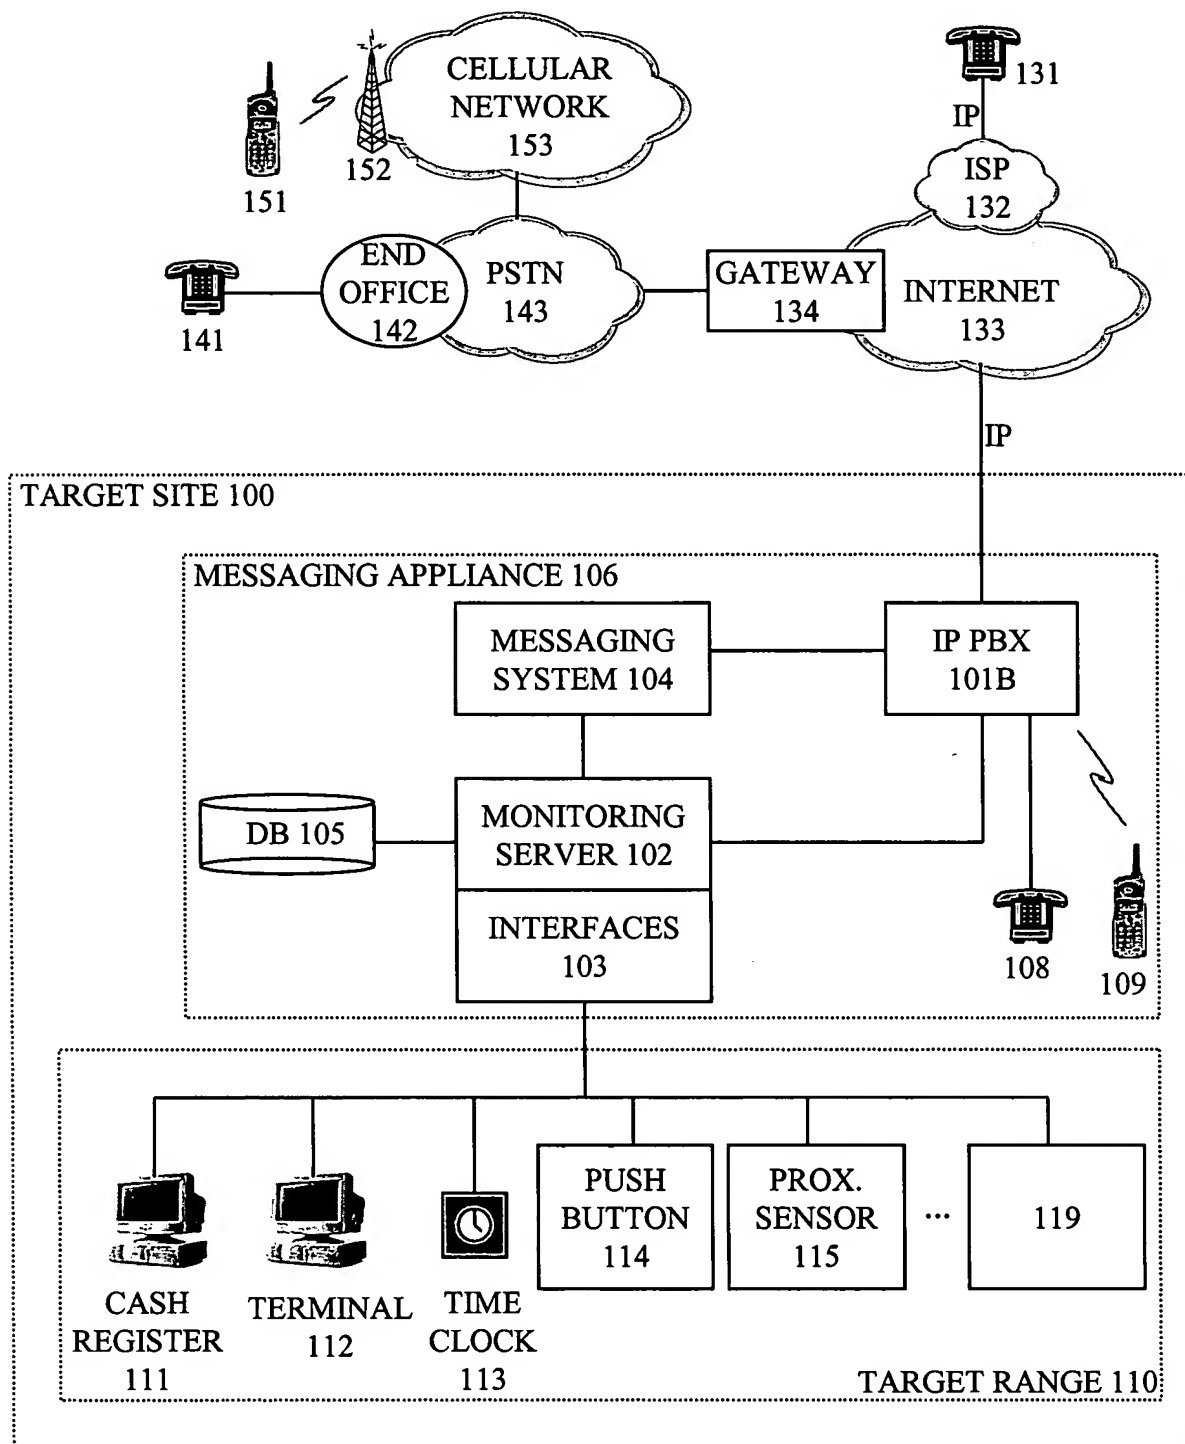 CELLULAR
NETWORK
153
152
151
131
IP
ISP
132
END
OFFICE
142
PSTN
143
GATEWAY
134
INTERNET
133
141
IP
TARGET SITE 100
MESSAGING APPLIANCE 106
MESSAGING
SYSTEM 104
IP PBX
101B
DB 105
MONITORING
SERVER 102
INTERFACES
103
108
109
PUSH
BUTTON
114
PROX.
SENSOR
115
...
119
CASH
REGISTER
111
TERMINAL
112
TIME
CLOCK
113
TARGET RANGE 110